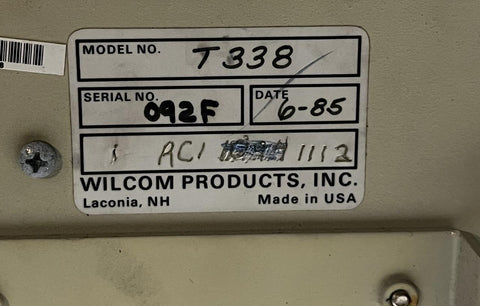 MODEL NO. T338
SERIAL NO. 092F DATE 6-85
ACI 1112
WILCOM PRODUCTS, INC.
Laconia, NH Made in USA